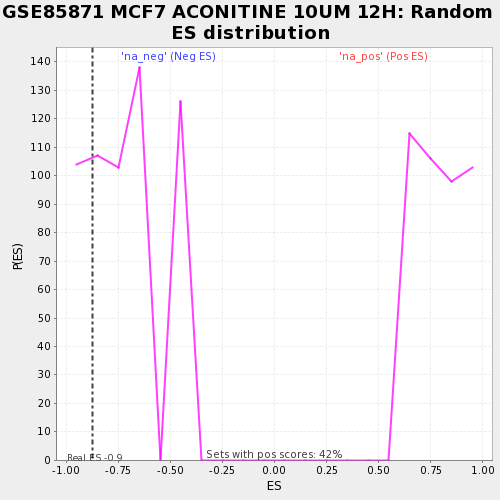 GSE85871 MCF7 ACONITINE 10UM 12H: Random
ES distribution
'na_neg' (Neg ES)
'na_pos' (Pos ES)
140
130
120
110
100
90
80
70
60
50
40
30
20
10
0
P(ES)
Real ES -0.9
Sets with pos scores: 42%
-1.00 -0.75 -0.50 -0.25 0.00 0.25 0.50 0.75 1.00
ES